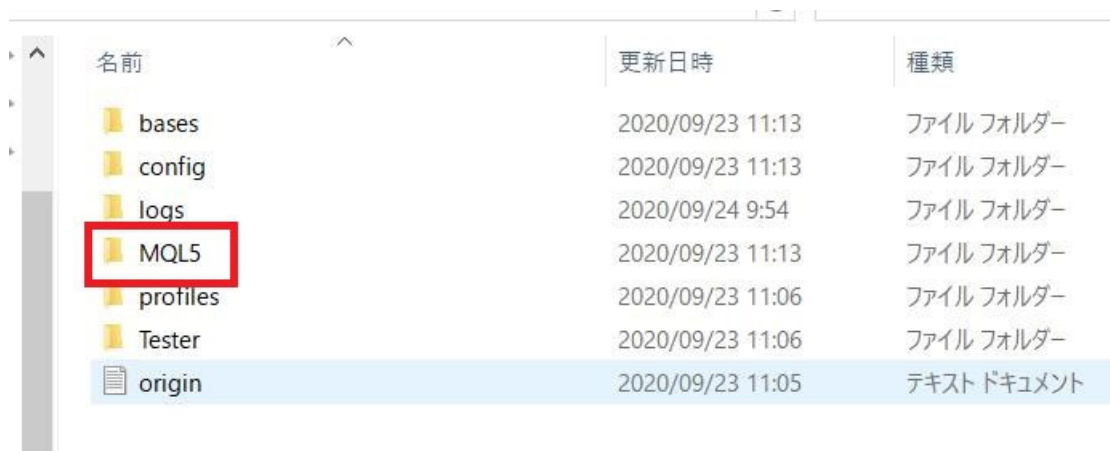 名前 更新日時 種類
bases 2020/09/23 11:13 ファイル フォルダー
config 2020/09/23 11:13 ファイル フォルダー
logs 2020/09/24 9:54 ファイル フォルダー
MQL5 2020/09/23 11:13 ファイル フォルダー
profiles 2020/09/23 11:06 ファイル フォルダー
Tester 2020/09/23 11:06 ファイル フォルダー
origin 2020/09/23 11:05 テキスト ドキュメント